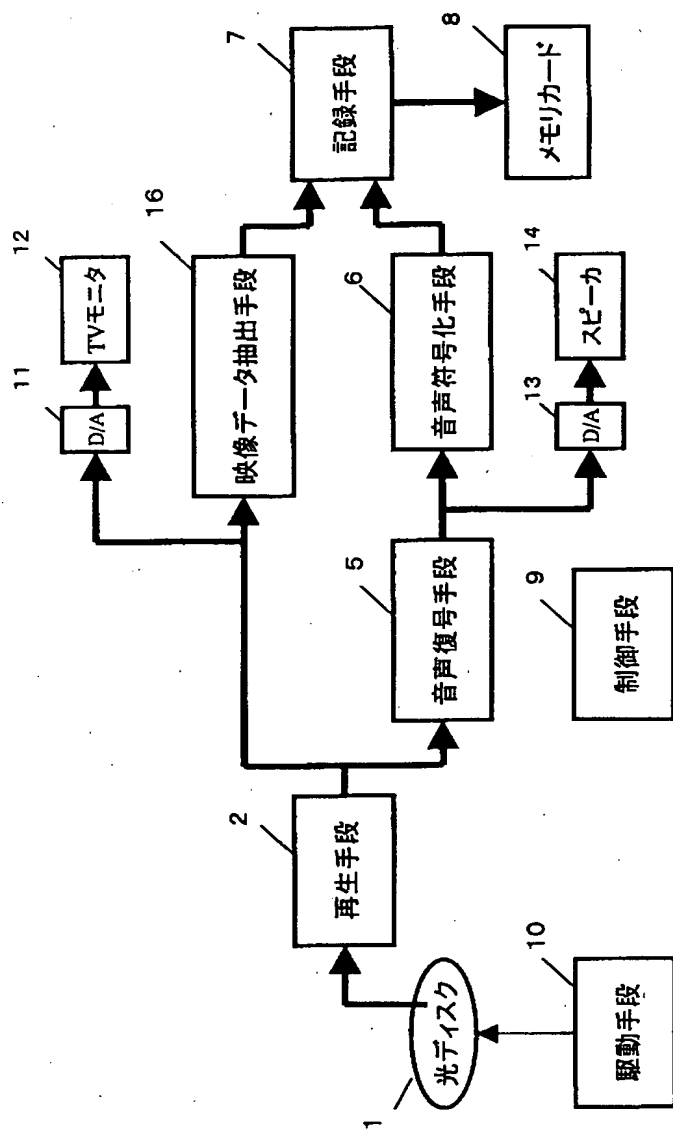 1
光ディスク
10
駆動手段
2
再生手段
5
音声復号手段
9
制御手段
11
D/A
12
TVモニタ
16
映像データ抽出手段
6
音声符号化手段
13
D/A
14
スピーカ
7
記録手段
8
メモリカード